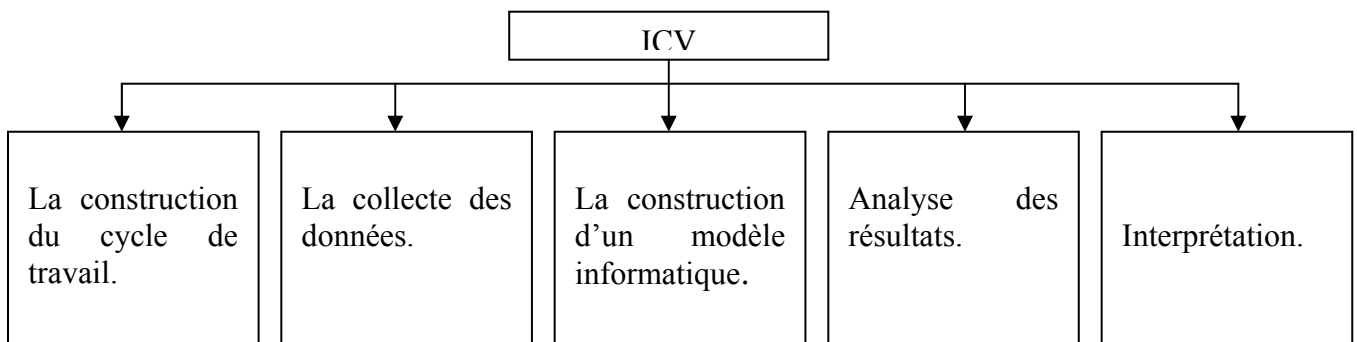 ICV
La construction
du cycle de
travail.
La collecte des
données.
La construction
d’un modèle
informatique.
Analyse des
résultats.
Interprétation.